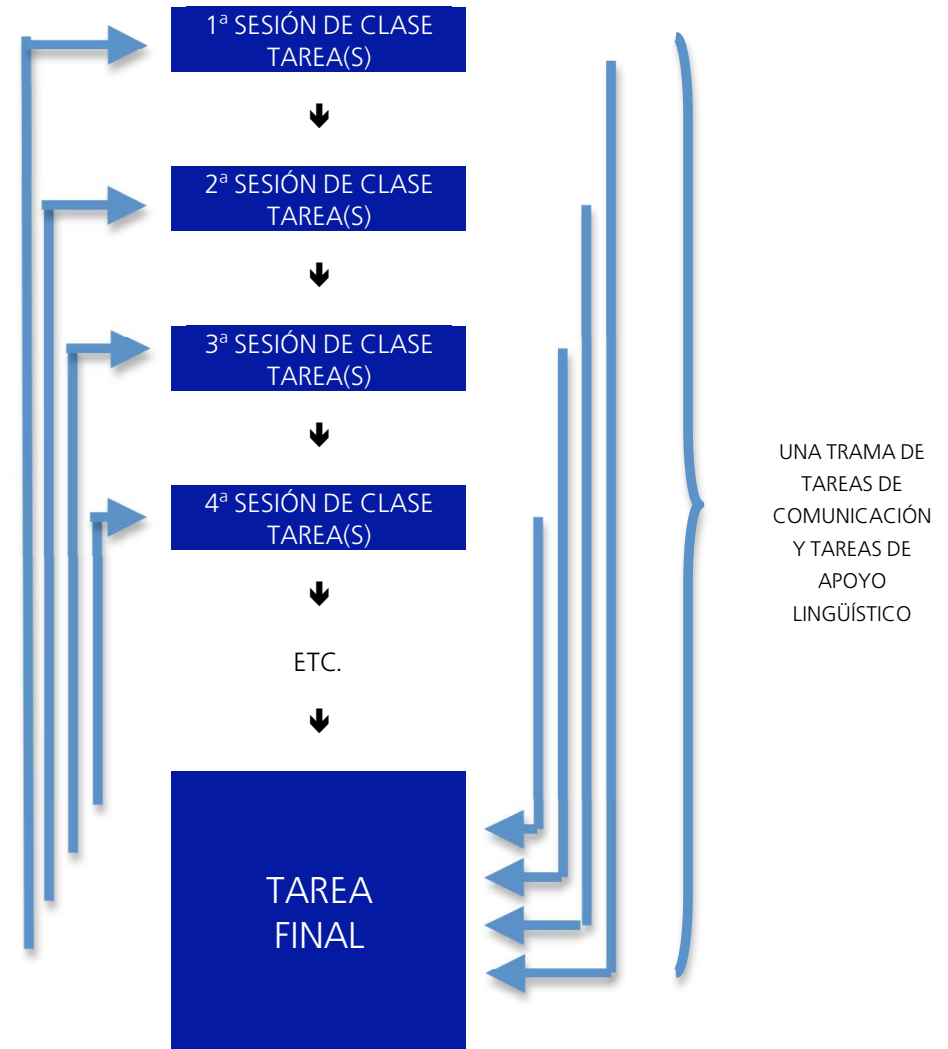 1ª SESIÓN DE CLASE
TAREA(S)
2ª SESIÓN DE CLASE
TAREA(S)
3ª SESIÓN DE CLASE
TAREA(S)
4ª SESIÓN DE CLASE
TAREA(S)
ETC.
TAREA
FINAL
UNA TRAMA DE
TAREAS DE
COMUNICACIÓN
Y TAREAS DE
APOYO
LINGÜÍSTICO